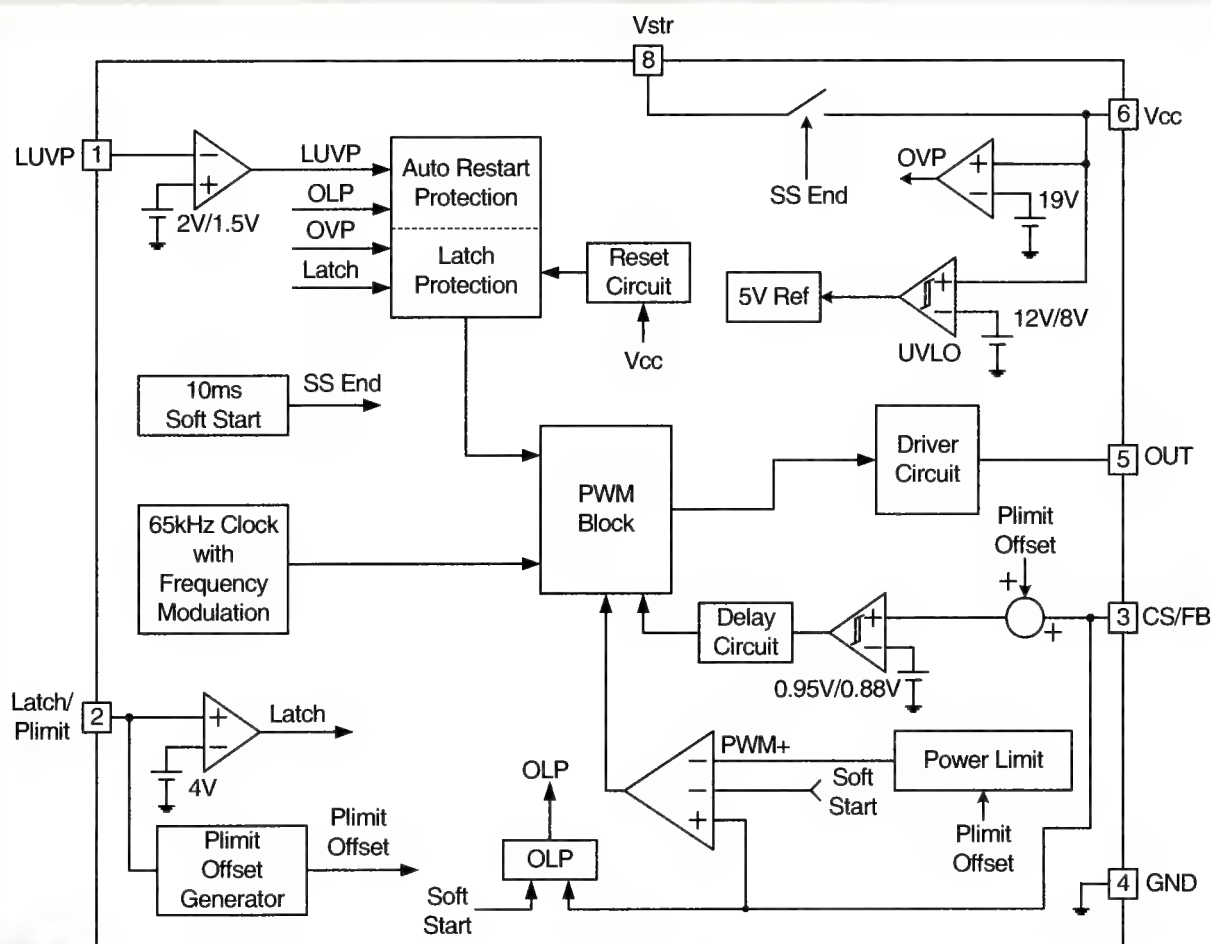 Vstr
8
6
Vcc
LUVP
1
−
+
2V/1.5V
LUVP
OLP
OVP
Latch
Auto Restart
Protection
Latch
Protection
Reset
Circuit
Vcc
SS End
OVP
+
−
19V
5V Ref
+
−
UVLO
12V/8V
10ms
Soft Start
SS End
65kHz Clock
with
Frequency
Modulation
PWM
Block
Driver
Circuit
5
OUT
Plimit
Offset
+
+
3
CS/FB
Delay
Circuit
+
−
0.95V/0.88V
Latch/
Plimit
2
+
−
4V
Latch
Plimit
Offset
Generator
Plimit
Offset
PWM+
−
−
+
Soft
Start
Power Limit
Plimit
Offset
OLP
OLP
Soft
Start
4
GND